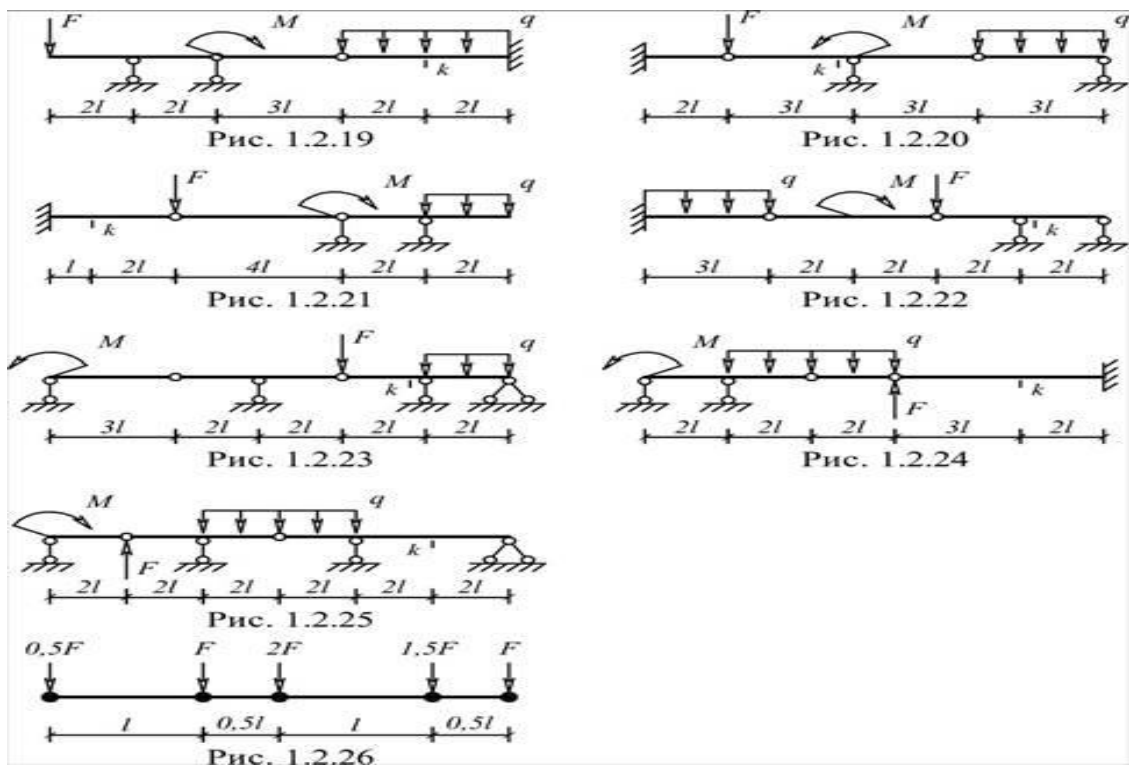 F M q
k
2l 2l 3l 2l 2l
Рис. 1.2.19
F M q
k
2l 3l 3l 3l
Рис. 1.2.20
F M q
k
l 2l 4l 2l 2l
Рис. 1.2.21
q M F
k
3l 2l 2l 2l 2l
Рис. 1.2.22
M F q
k
3l 2l 2l 2l 2l
Рис. 1.2.23
M q
k
F
2l 2l 2l 3l 2l
Рис. 1.2.24
M q
k
F
2l 2l 2l 2l 2l 2l
Рис. 1.2.25
0,5F F 2F 1,5F F
l 0,5l l 0,5l
Рис. 1.2.26